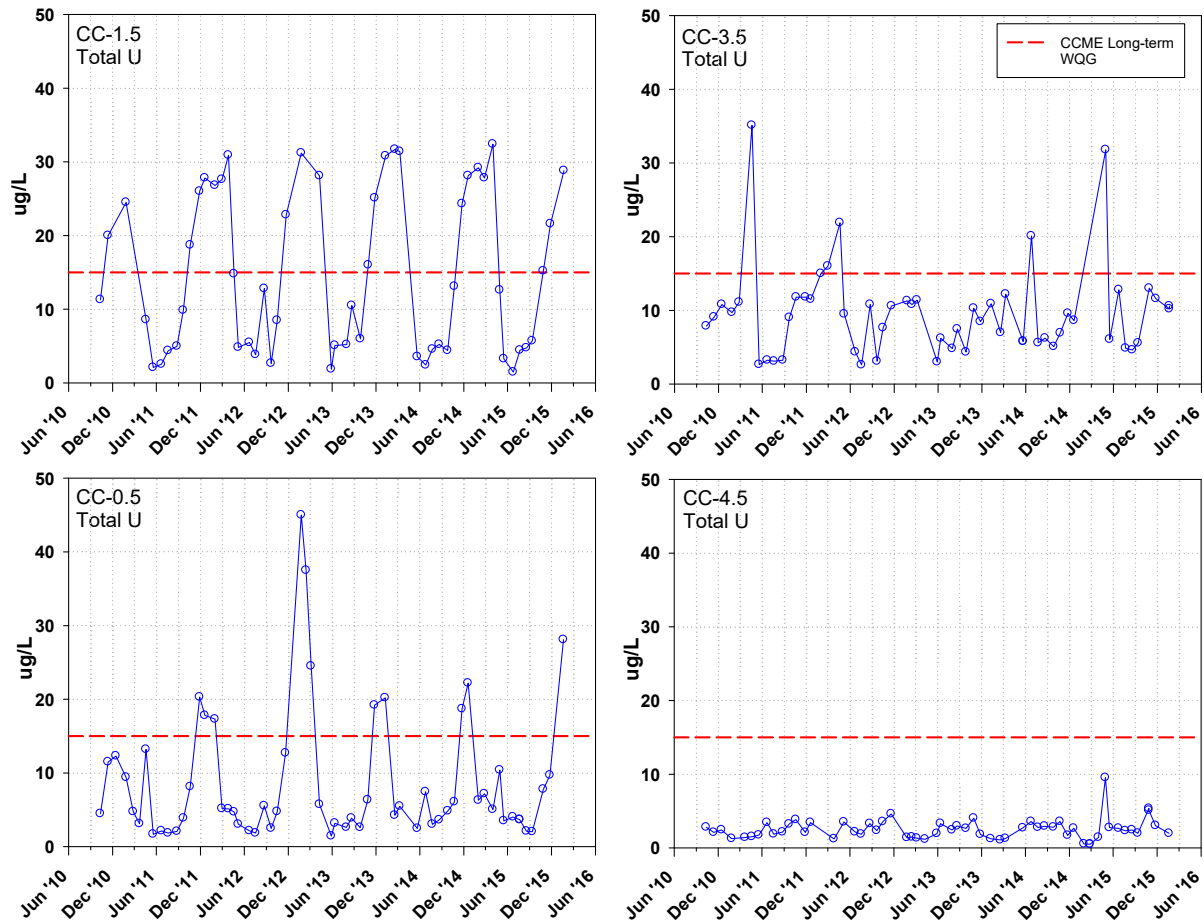 CC-1.5
Total U
ug/L
50
40
30
20
10
0
Jun '10
Dec '10
Jun '11
Dec '11
Jun '12
Dec '12
Jun '13
Dec '13
Jun '14
Dec '14
Jun '15
Dec '15
Jun '16
CC-3.5
Total U
CCME Long-term
WQG
ug/L
50
40
30
20
10
0
Jun '10
Dec '10
Jun '11
Dec '11
Jun '12
Dec '12
Jun '13
Dec '13
Jun '14
Dec '14
Jun '15
Dec '15
Jun '16
CC-0.5
Total U
ug/L
50
40
30
20
10
0
Jun '10
Dec '10
Jun '11
Dec '11
Jun '12
Dec '12
Jun '13
Dec '13
Jun '14
Dec '14
Jun '15
Dec '15
Jun '16
CC-4.5
Total U
ug/L
50
40
30
20
10
0
Jun '10
Dec '10
Jun '11
Dec '11
Jun '12
Dec '12
Jun '13
Dec '13
Jun '14
Dec '14
Jun '15
Dec '15
Jun '16